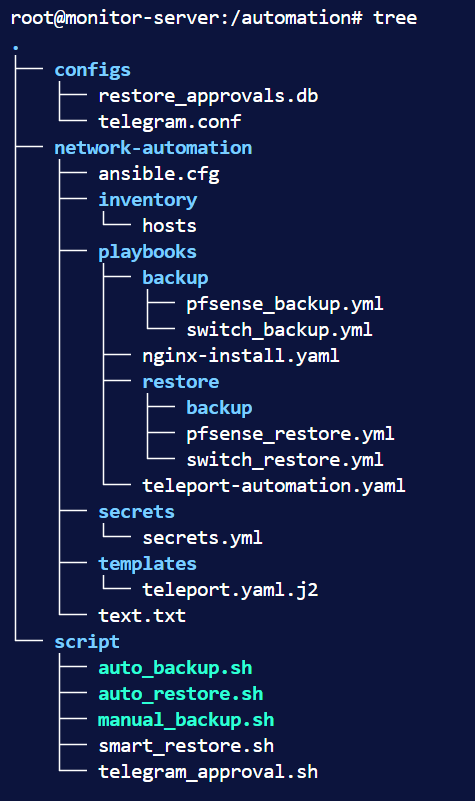 root@monitor-server:/automation# tree
.
├── configs
│   ├── restore_approvals.db
│   └── telegram.conf
├── network-automation
│   ├── ansible.cfg
│   ├── inventory
│   │   └── hosts
│   ├── playbooks
│   │   ├── backup
│   │   │   ├── pfsense_backup.yml
│   │   │   └── switch_backup.yml
│   │   ├── nginx-install.yaml
│   │   ├── restore
│   │   │   ├── backup
│   │   │   ├── pfsense_restore.yml
│   │   │   └── switch_restore.yml
│   │   └── teleport-automation.yaml
│   ├── secrets
│   │   └── secrets.yml
│   ├── templates
│   │   └── teleport.yaml.j2
│   └── text.txt
└── script
    ├── auto_backup.sh
    ├── auto_restore.sh
    ├── manual_backup.sh
    ├── smart_restore.sh
    └── telegram_approval.sh